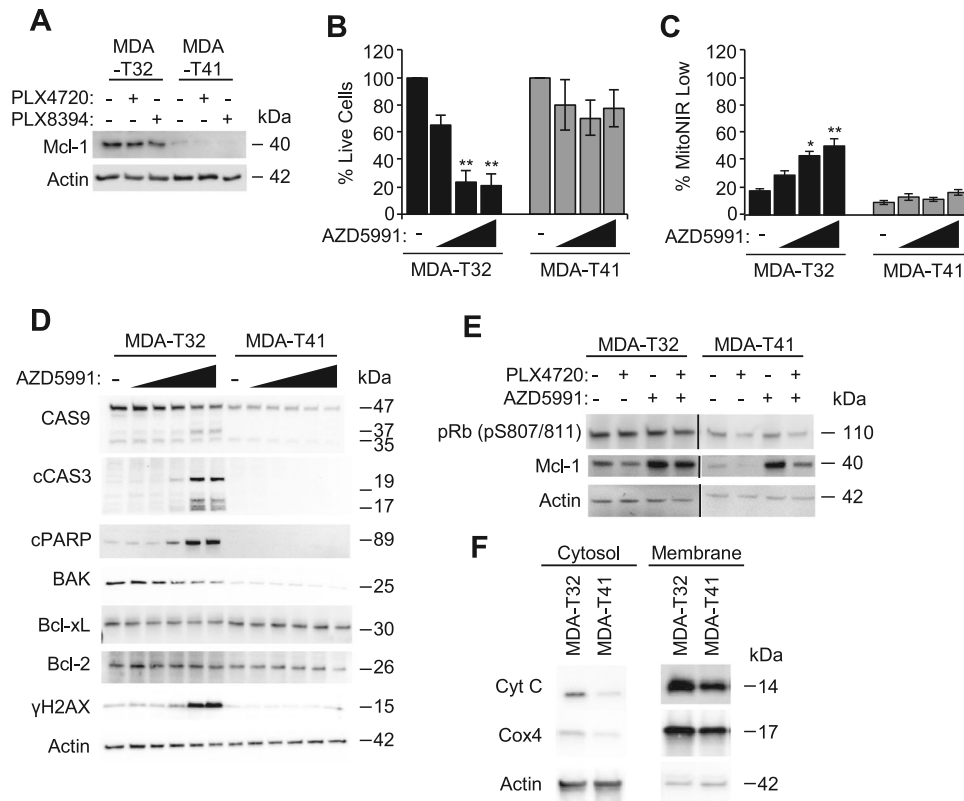 A
MDA MDA
-T32 -T41
PLX4720: - + - - + -
PLX8394: - - + - - + kDa
Mcl-1 – 40
Actin – 42
B
% Live Cells
120
100
80
60
40
20
0
** **
AZD5991: - -
MDA-T32 MDA-T41
C
% MitoNIR Low
120
100
80
60
40
20
0
* **
AZD5991: - -
MDA-T32 MDA-T41
D
MDA-T32 MDA-T41
AZD5991: - - kDa
CAS9 –47
–37
–35
cCAS3 –19
–17
cPARP –89
BAK –25
Bcl-xL –30
Bcl-2 –26
γH2AX –15
Actin –42
E
MDA-T32 MDA-T41
PLX4720: - + - + - + - +
AZD5991: - - + + - - + + kDa
pRb (pS807/811) – 110
Mcl-1 – 40
Actin – 42
F
Cytosol Membrane
MDA-T32 MDA-T41 MDA-T32 MDA-T41
kDa
Cyt C –14
Cox4 –17
Actin –42